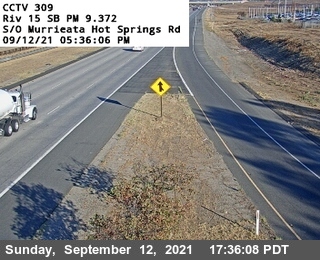 CCTV 309
Riv 15 SB PM 9.372
S/O Murrieata Hot Springs Rd
09/12/21 05:36:06 PM
Sunday, September 12, 2021 17:36:08 PDT